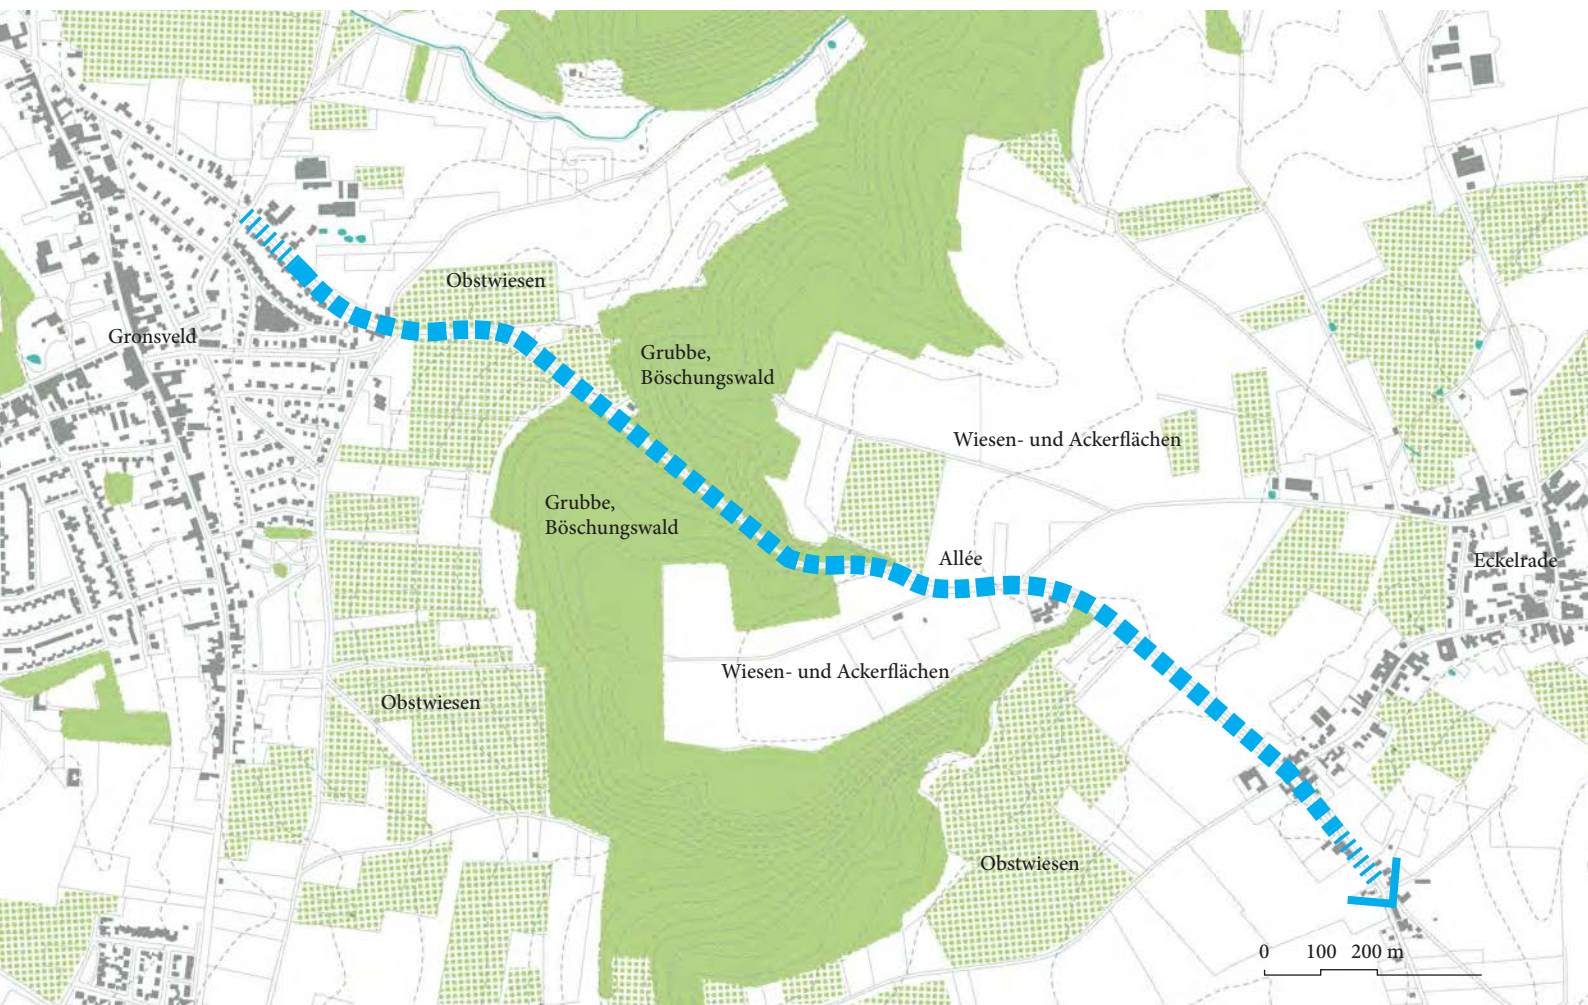 Obstwiesen
Gronsveld
Grubbe,
Böschungswald
Wiesen- und Ackerflächen
Grubbe,
Böschungswald
Allée
Eckelrade
Wiesen- und Ackerflächen
Obstwiesen
Obstwiesen
0 100 200 m